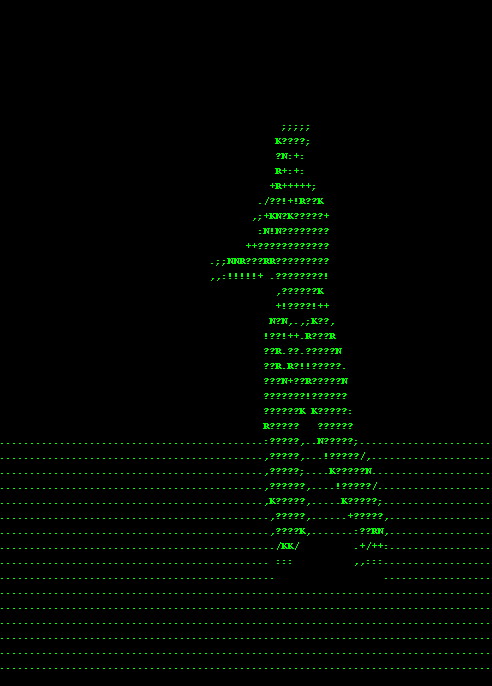 ;;;;;
K????;
?N:+:
R+:+:
+R+++++;
./??!+!R??K
,;+KN?K?????+
:N!N????????
++????????????
.;;NNR???RR?????????
,,:!!!!!+ .????????!
,??????K
+!????!++
N?N,.,;K??,
!??!++.R???R
??R.??.?????N
??R.R?!!?????.
???N+??R?????N
???????!??????
??????K K?????:
R?????   ??????
............................................:?????,..N?????;......................
............................................,?????,...!?????/,....................
............................................,?????;....K?????N....................
............................................,??????,....!?????/...................
............................................,K?????,.....K?????;..................
.............................................,?????,......+?????,.................
.............................................,????K,.......:??RN,.................
............................................../KK/         .+/++:.................
.............................................. :::          ,,:::.................
..............................................                  ..................
..................................................................................
..................................................................................
..................................................................................
..................................................................................
..................................................................................
..................................................................................